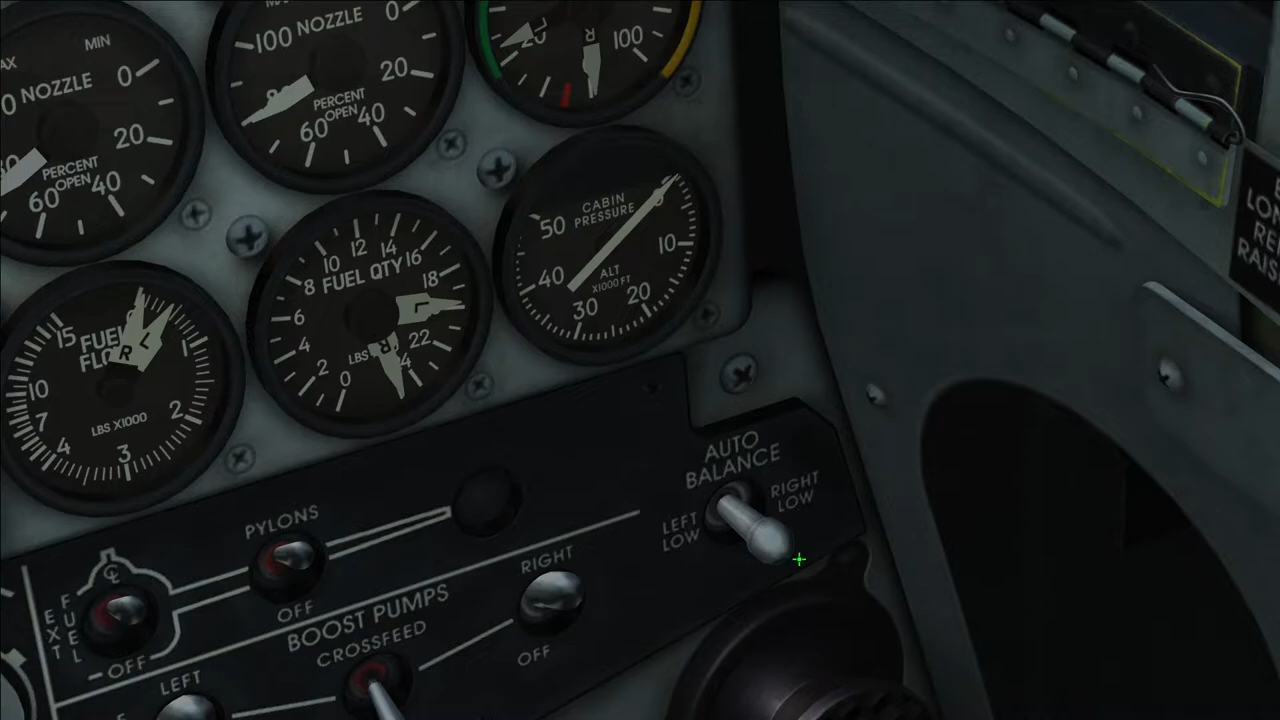 MIN
0
NOZZLE
20
PERCENT
OPEN
40
60
100 NOZZLE
0
20
PERCENT
OPEN
40
60
R
100
15
FUEL
FLO
R
L
1
10
7
LBS X1000
2
4
3
10
12
14
16
8 FUEL QTY
18
6
L
4
LBS
R
22
2
0
CABIN
PRESSURE
50
10
ALT
X1000 FT
40
20
30
AUTO
BALANCE
RIGHT
LOW
LEFT
LOW
PYLONS
OFF
EXT
FUEL
OFF
BOOST PUMPS
CROSSFEED
RIGHT
OFF
LEFT